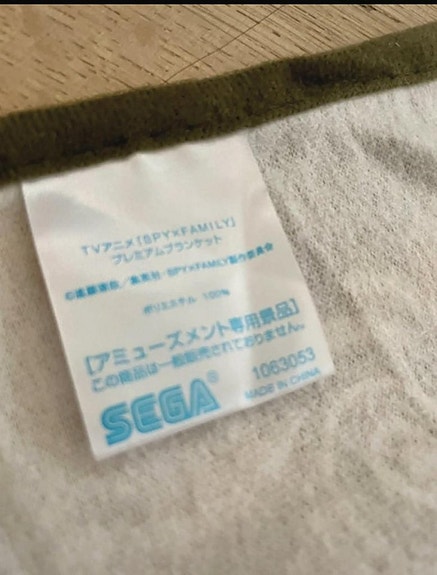 TVアニメ「SPY×FAMILY」
プレミアムブランケット
©遠藤達哉／集英社・SPY×FAMILY製作委員会
ポリエステル 100%
【アミューズメント専用景品】
この商品は一般販売されておりません。
SEGA® 1063053
MADE IN CHINA